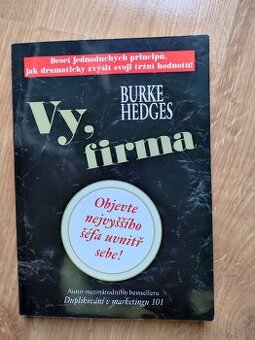 Deset jednoduchých principů,
jak dramaticky zvýšit svoji tržní hodnotu!
BURKE
HEDGES
Vy,
firma
Objevte
nejvyššího
šéfa uvnitř
sebe!
Autor mezinárodního bestselleru
Duplikování v marketingu 101